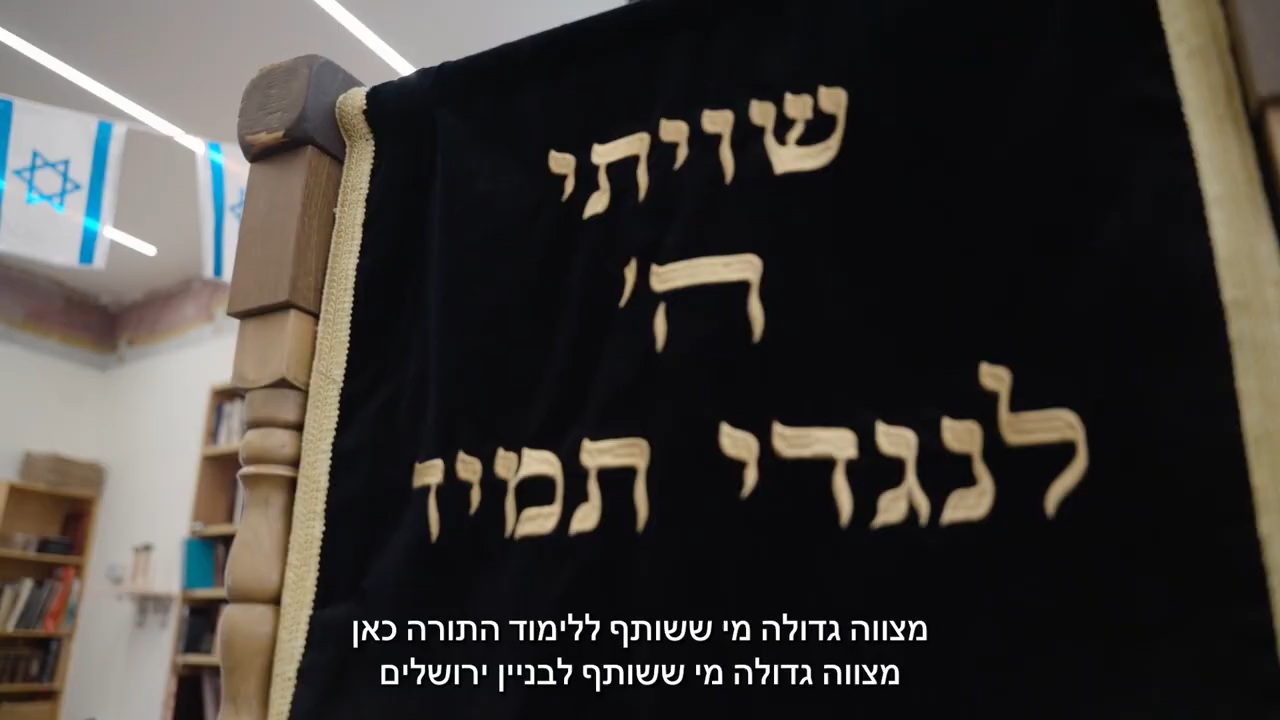 שויתי
ה'
לנגדי תמיד
מצווה גדולה מי ששותף ללימוד התורה כאן
מצווה גדולה מי ששותף לבניין ירושלים